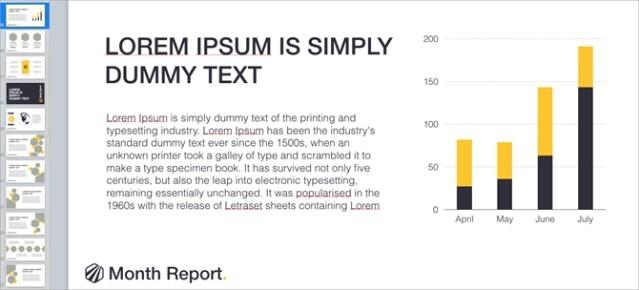 LOREM IPSUM IS SIMPLY
DUMMY TEXT
Lorem Ipsum is simply dummy text of the printing and
typesetting industry. Lorem Ipsum has been the industry's
standard dummy text ever since the 1500s, when an
unknown printer took a galley of type and scrambled it to
make a type specimen book. It has survived not only five
centuries, but also the leap into electronic typesetting,
remaining essentially unchanged. It was popularised in the
1960s with the release of Letraset sheets containing Lorem
200
150
100
50
0
April May June July
Month Report.